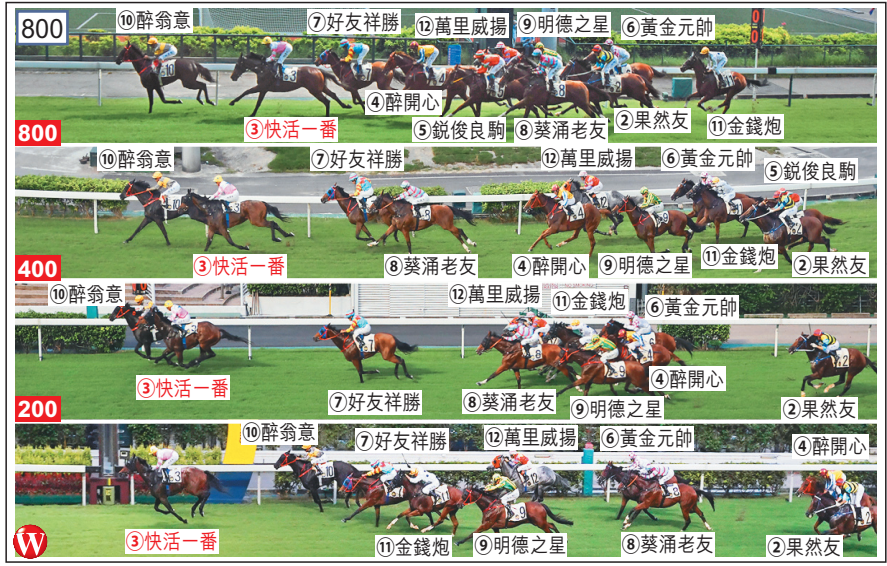 800
⑩醉翁意 ⑦好友祥勝 ⑫萬里威揚 ⑨明德之星 ⑥黃金元帥
③快活一番 ④醉開心 ⑤鋭俊良駒 ⑧葵涌老友 ②果然友 ⑪金錢炮
800
⑩醉翁意 ⑦好友祥勝 ⑫萬里威揚 ⑥黃金元帥 ⑤鋭俊良駒
③快活一番 ⑧葵涌老友 ④醉開心 ⑨明德之星 ⑪金錢炮 ②果然友
400
⑩醉翁意 ⑫萬里威揚 ⑪金錢炮 ⑥黃金元帥
③快活一番 ⑦好友祥勝 ⑧葵涌老友 ⑨明德之星 ④醉開心 ②果然友
200
⑩醉翁意 ⑦好友祥勝 ⑫萬里威揚 ⑥黃金元帥 ④醉開心
③快活一番 ⑪金錢炮 ⑨明德之星 ⑧葵涌老友 ②果然友
W